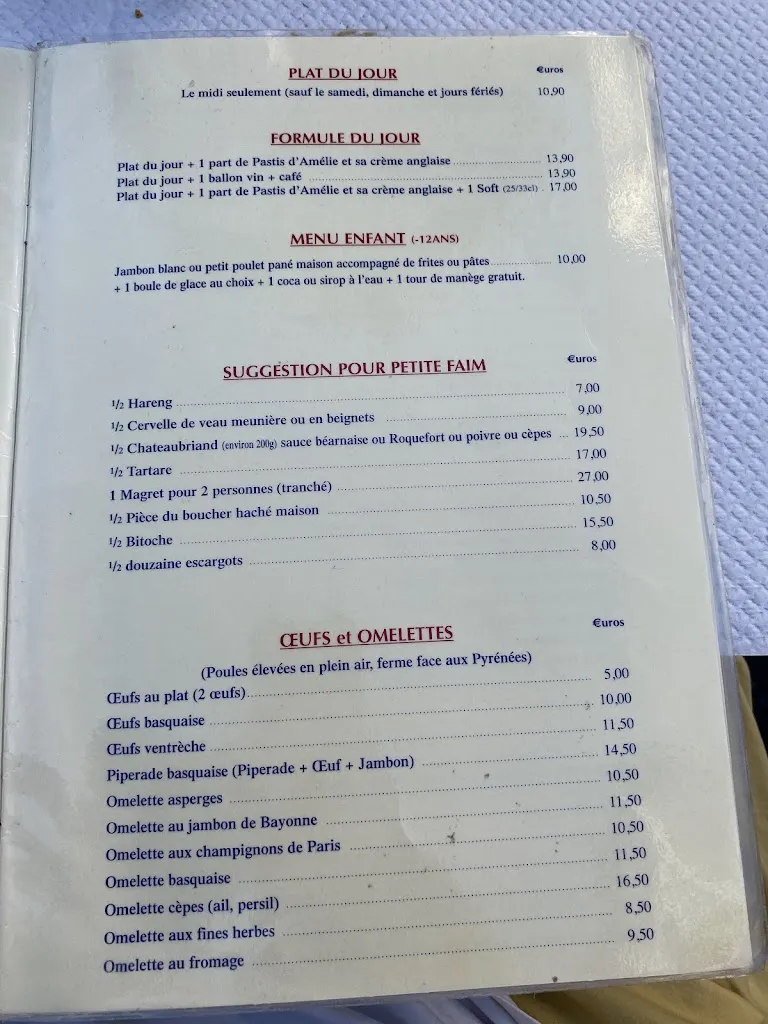 PLAT DU JOUR €uros
Le midi seulement (sauf le samedi, dimanche et jours fériés) 10,90
FORMULE DU JOUR
Plat du jour + 1 part de Pastis d'Amélie et sa crème anglaise 13,90
Plat du jour + 1 ballon vin + café 13,90
Plat du jour + 1 part de Pastis d'Amélie et sa crème anglaise + 1 Soft (25/33cl) . 17,00
MENU ENFANT (-12ANS)
Jambon blanc ou petit poulet pané maison accompagné de frites ou pâtes 10,00
+ 1 boule de glace au choix + 1 coca ou sirop à l'eau + 1 tour de manège gratuit.
SUGGESTION POUR PETITE FAIM €uros
1/2 Hareng 7,00
1/2 Cervelle de veau meunière ou en beignets 9,00
1/2 Chateaubriand (environ 200g) sauce béarnaise ou Roquefort ou poivre ou cèpes ... 19,50
1/2 Tartare 17,00
1 Magret pour 2 personnes (tranché) 27,00
1/2 Pièce du boucher haché maison 10,50
1/2 Bitoche 15,50
1/2 douzaine escargots 8,00
ŒUFS et OMELETTES €uros
(Poules élevées en plein air, ferme face aux Pyrénées)
Œufs au plat (2 œufs) 5,00
Œufs basquaise 10,00
Œufs ventrèche 11,50
Piperade basquaise (Piperade + Œuf + Jambon) 14,50
Omelette asperges 10,50
Omelette au jambon de Bayonne 11,50
Omelette aux champignons de Paris 10,50
Omelette basquaise 11,50
Omelette cèpes (ail, persil) 16,50
Omelette aux fines herbes 8,50
Omelette au fromage 9,50